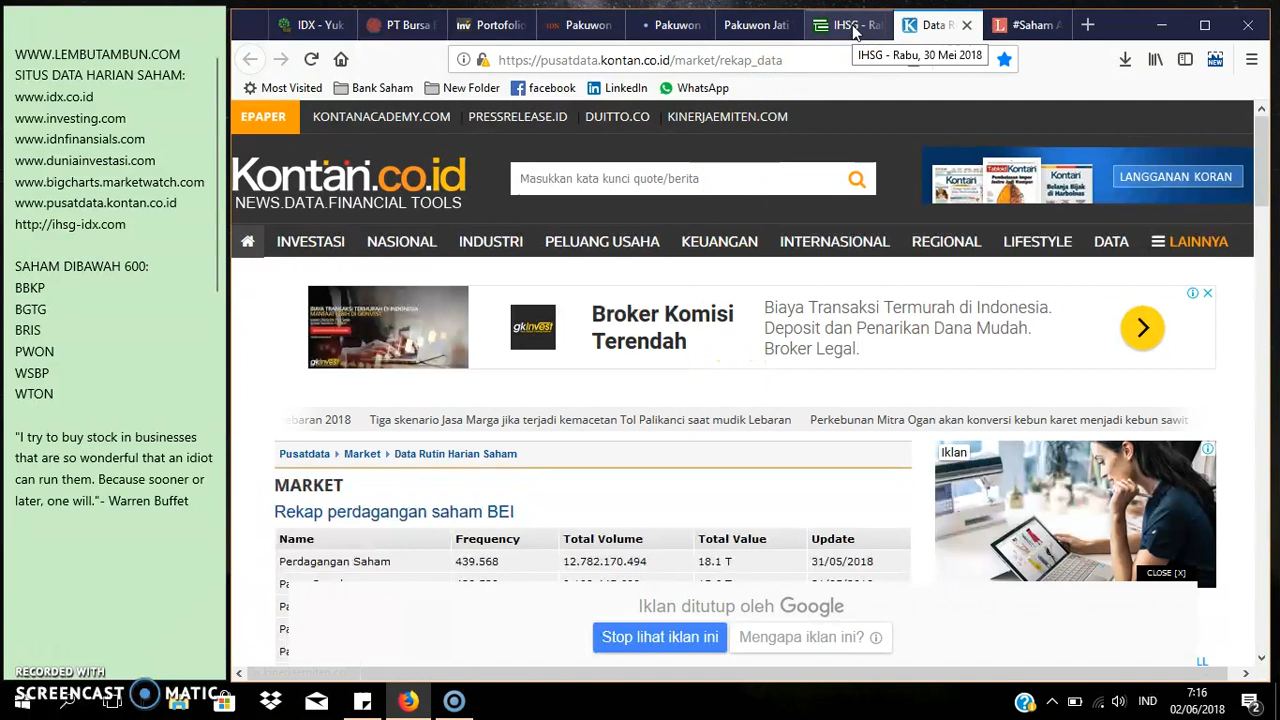 WWW.LEMBUTAMBUN.COM
SITUS DATA HARIAN SAHAM:
www.idx.co.id
www.investing.com
www.idnfinansials.com
www.duniainvestasi.com
www.bigcharts.marketwatch.com
www.pusatdata.kontan.co.id
http://ihsg-idx.com
SAHAM DIBAWAH 600:
BBKP
BGTG
BRIS
PWON
WSBP
WTON
"I try to buy stock in businesses
that are so wonderful that an idiot
can run them. Because sooner or
later, one will."- Warren Buffet
RECORDED WITH
SCREENCAST MATIC
IDX - Yuk
PT Bursa
Portofolio
Pakuwon
Pakuwon
Pakuwon Jati
IHSG - Ra
Data R
#Saham A
https://pusatdata.kontan.co.id/market/rekap_data
IHSG - Rabu, 30 Mei 2018
Most Visited
Bank Saham
New Folder
facebook
LinkedIn
WhatsApp
EPAPER
KONTANACADEMY.COM
PRESSRELEASE.ID
DUITTO.CO
KINERJAEMITEN.COM
Kontan.co.id
NEWS.DATA.FINANCIAL TOOLS
Masukkan kata kunci quote/berita
LANGGANAN KORAN
INVESTASI
NASIONAL
INDUSTRI
PELUANG USAHA
KEUANGAN
INTERNASIONAL
REGIONAL
LIFESTYLE
DATA
LAINNYA
gkinvest
Broker Komisi
Terendah
Biaya Transaksi Termurah di Indonesia.
Deposit dan Penarikan Dana Mudah.
Broker Legal.
ebaran 2018
Tiga skenario Jasa Marga jika terjadi kemacetan Tol Palikanci saat mudik Lebaran
Perkebunan Mitra Ogan akan konversi kebun karet menjadi kebun sawit
Pusatdata
Market
Data Rutin Harian Saham
Iklan
MARKET
Rekap perdagangan saham BEI
Name Frequency Total Volume Total Value Update
Perdagangan Saham 439.568 12.782.170.494 18.1 T 31/05/2018
CLOSE [X]
Iklan ditutup oleh Google
Stop lihat iklan ini
Mengapa iklan ini?
IND
7:16
02/06/2018
2